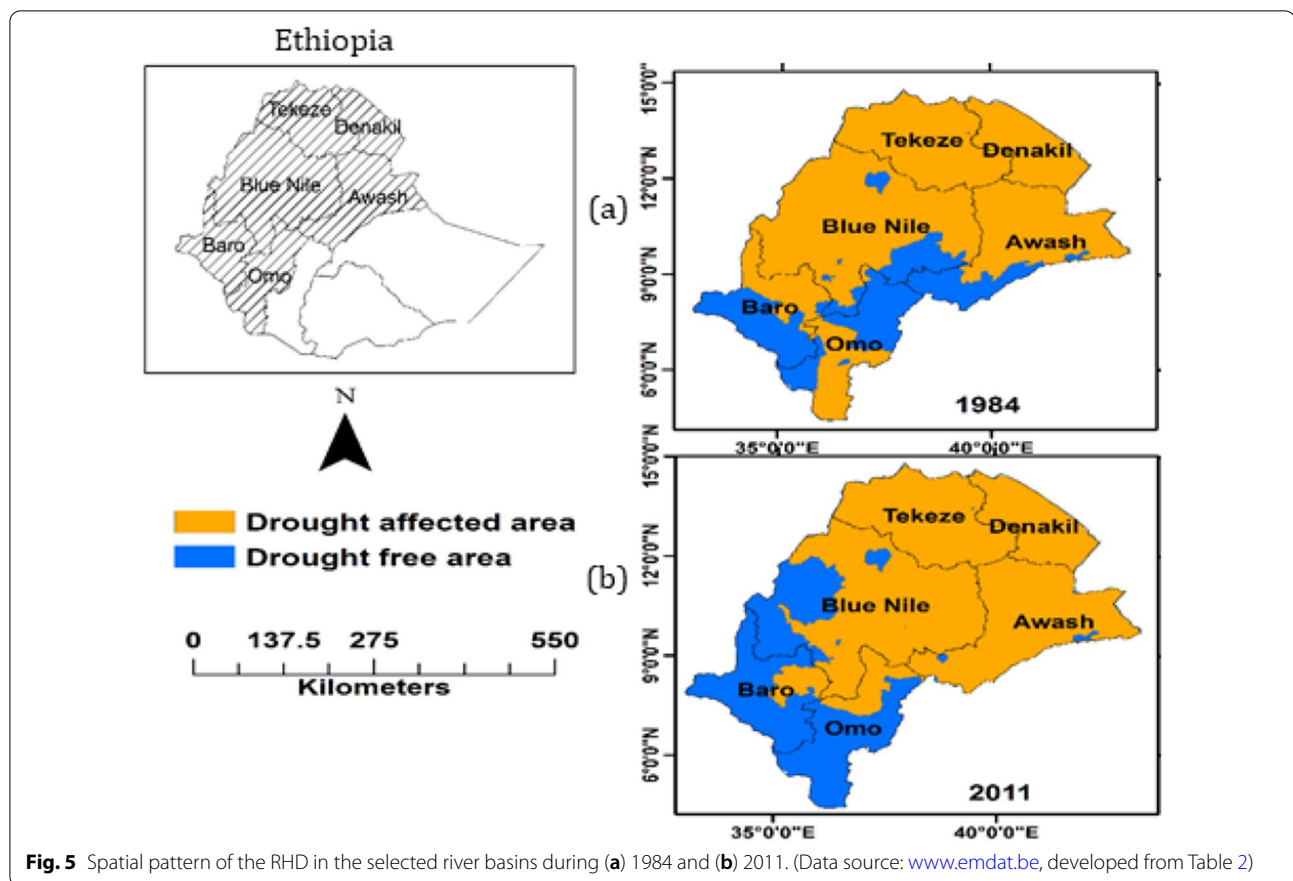 Ethiopia
Tekeze
Denakil
Blue Nile
Awash
Baro
Omo
N
Drought affected area
Drought free area
0 137.5 275 550
Kilometers
(a)
15°0'0"N
12°0'0"N
9°0'0"N
6°0'0"N
Tekeze
Denakil
Blue Nile
Awash
Baro
Omo
1984
35°0'0"E 40°0'0"E
(b)
15°0'0"N
12°0'0"N
9°0'0"N
6°0'0"N
Tekeze
Denakil
Blue Nile
Awash
Baro
Omo
2011
35°0'0"E 40°0'0"E
Fig. 5 Spatial pattern of the RHD in the selected river basins during (a) 1984 and (b) 2011. (Data source: www.emdat.be, developed from Table 2)